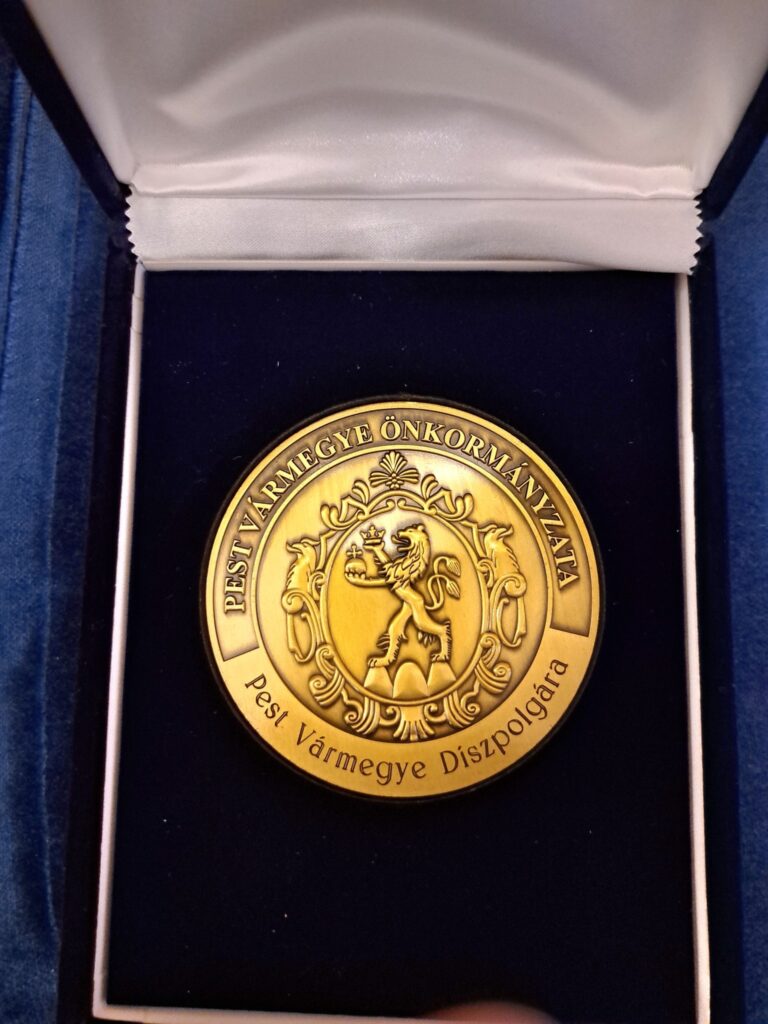 PEST VÁRMEGYE ÖNKORMÁNYZATA
Pest Vármegye Díszpolgára